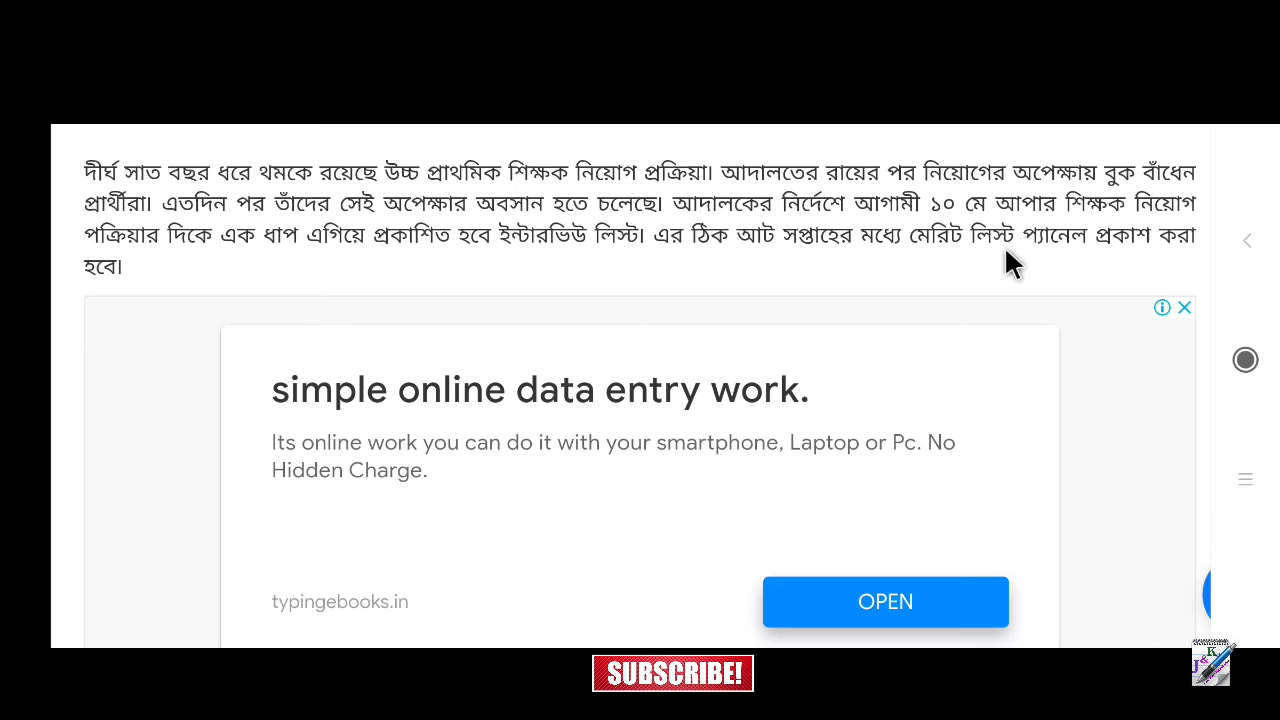 দীর্ঘ সাত বছর ধরে থমকে রয়েছে উচ্চ প্রাথমিক শিক্ষক নিয়োগ প্রক্রিয়া। আদালতের রায়ের পর নিয়োগের অপেক্ষায় বুক বাঁধেন
প্রার্থীরা। এতদিন পর তাঁদের সেই অপেক্ষার অবসান হতে চলেছে। আদালকের নির্দেশে আগামী ১০ মে আপার শিক্ষক নিয়োগ
পক্রিয়ার দিকে এক ধাপ এগিয়ে প্রকাশিত হবে ইন্টারভিউ লিস্ট। এর ঠিক আট সপ্তাহের মধ্যে মেরিট লিস্ট প্যানেল প্রকাশ করা
হবে।
simple online data entry work.
Its online work you can do it with your smartphone, Laptop or Pc. No
Hidden Charge.
typingebooks.in
OPEN
SUBSCRIBE!
J&K